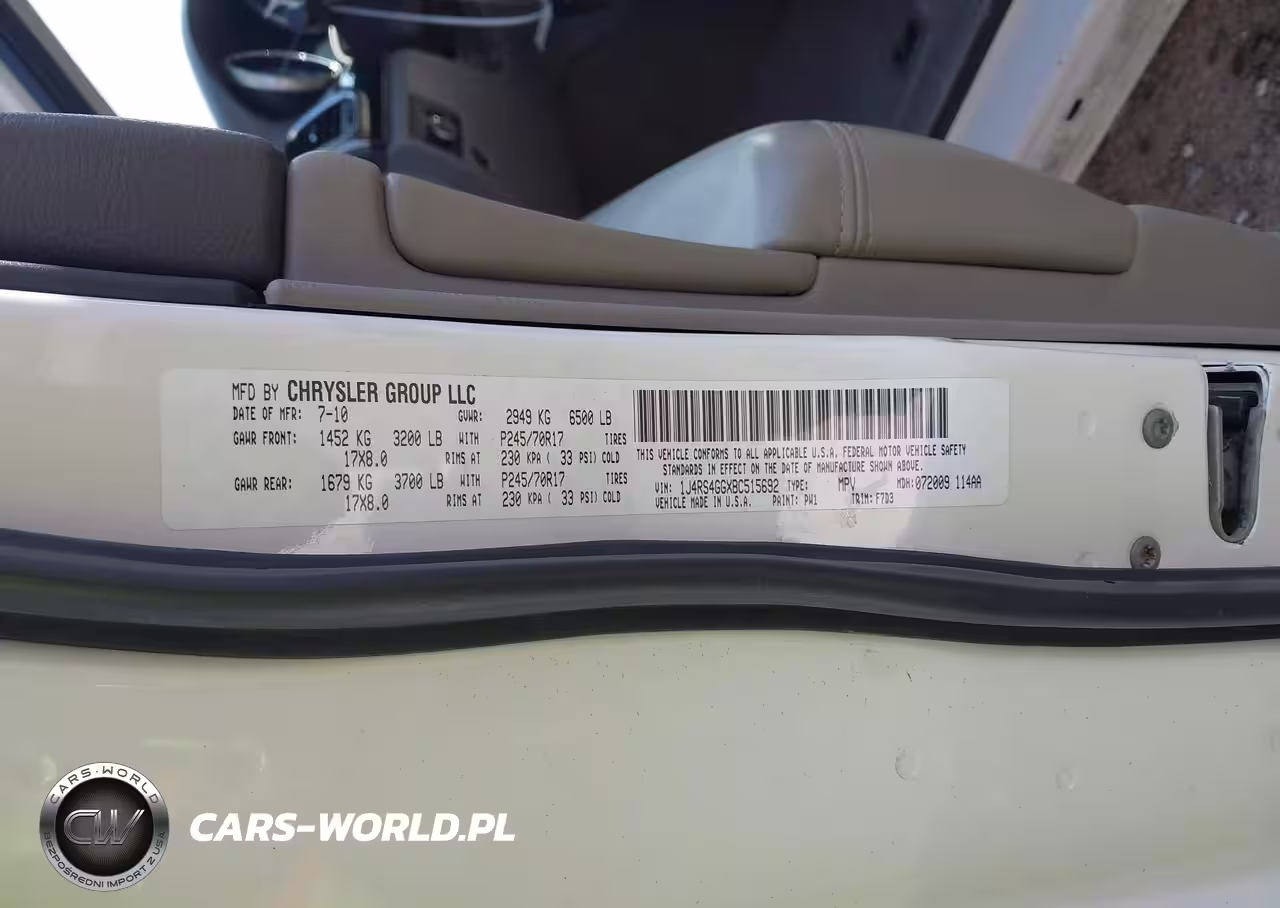 MFD BY CHRYSLER GROUP LLC
DATE OF MFR: 7-10 GVWR: 2949 KG 6500 LB
GAWR FRONT: 1452 KG 3200 LB WITH P245/70R17 TIRES
17X8.0 RIMS AT 230 KPA ( 33 PSI) COLD
GAWR REAR: 1679 KG 3700 LB WITH P245/70R17 TIRES
17X8.0 RIMS AT 230 KPA ( 33 PSI) COLD
THIS VEHICLE CONFORMS TO ALL APPLICABLE U.S.A. FEDERAL MOTOR VEHICLE SAFETY
STANDARDS IN EFFECT ON THE DATE OF MANUFACTURE SHOWN ABOVE.
VIN: 1J4RS4GGXBC515692 TYPE: MPV MDH: 072009 114AA
VEHICLE MADE IN U.S.A. PAINT: PW1 TRIM: F7D3
CARS-WORLD
CW
BEZPOŚREDNI IMPORT Z USA
CARS-WORLD.PL